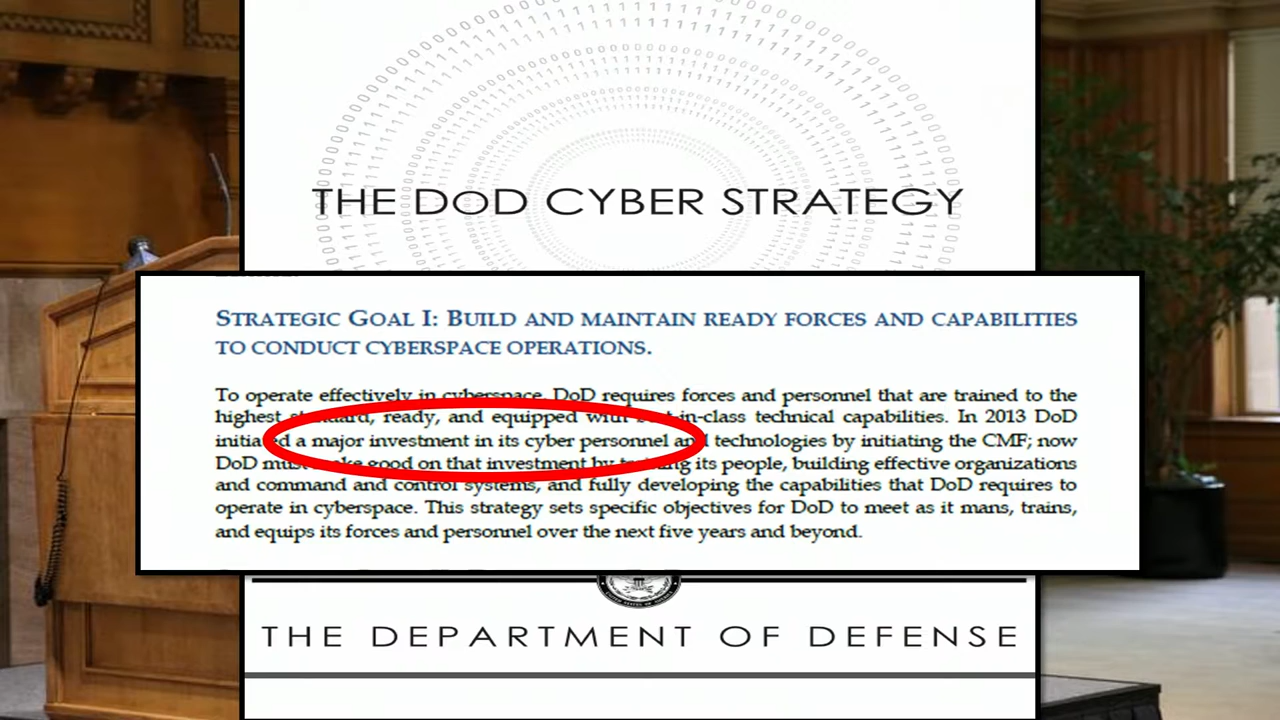 THE DOD CYBER STRATEGY
STRATEGIC GOAL I: BUILD AND MAINTAIN READY FORCES AND CAPABILITIES
TO CONDUCT CYBERSPACE OPERATIONS.
To operate effectively in cyberspace, DoD requires forces and personnel that are trained to the
highest standard, ready, and equipped with best-in-class technical capabilities. In 2013 DoD
initiated a major investment in its cyber personnel and technologies by initiating the CMF; now
DoD must make good on that investment by training its people, building effective organizations
and command and control systems, and fully developing the capabilities that DoD requires to
operate in cyberspace. This strategy sets specific objectives for DoD to meet as it mans, trains,
and equips its forces and personnel over the next five years and beyond.
THE DEPARTMENT OF DEFENSE